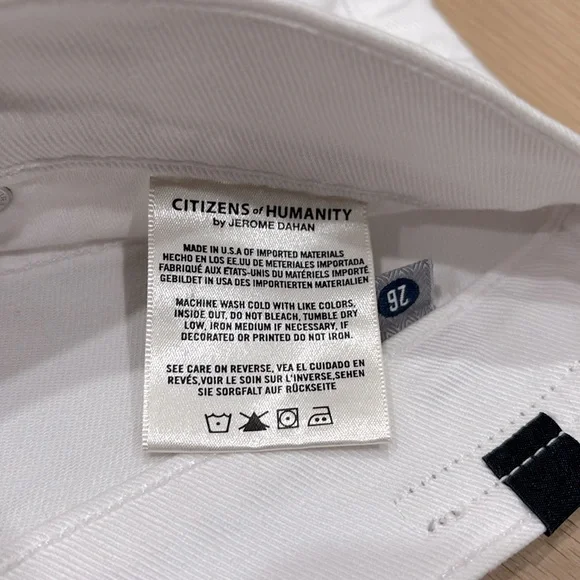 CITIZENS of HUMANITY
by JEROME DAHAN
MADE IN U.S.A OF IMPORTED MATERIALS
HECHO EN LOS EE.UU DE METERIALES IMPORTADA
FABRIQUÉ AUX ÉTATS-UNIS DU MATÉRIELS IMPORTÉ
GEBILDET IN USA DES IMPORTIERTEN MATERIALIEN
MACHINE WASH COLD WITH LIKE COLORS,
INSIDE OUT, DO NOT BLEACH, TUMBLE DRY
LOW, IRON MEDIUM IF NECESSARY, IF
DECORATED OR PRINTED DO NOT IRON.
SEE CARE ON REVERSE, VEA EL CUIDADO EN
REVÉS,VOIR LE SOIN SUR L'INVERSE,SEHEN
SIE SORGFALT AUF RÜCKSEITE
26